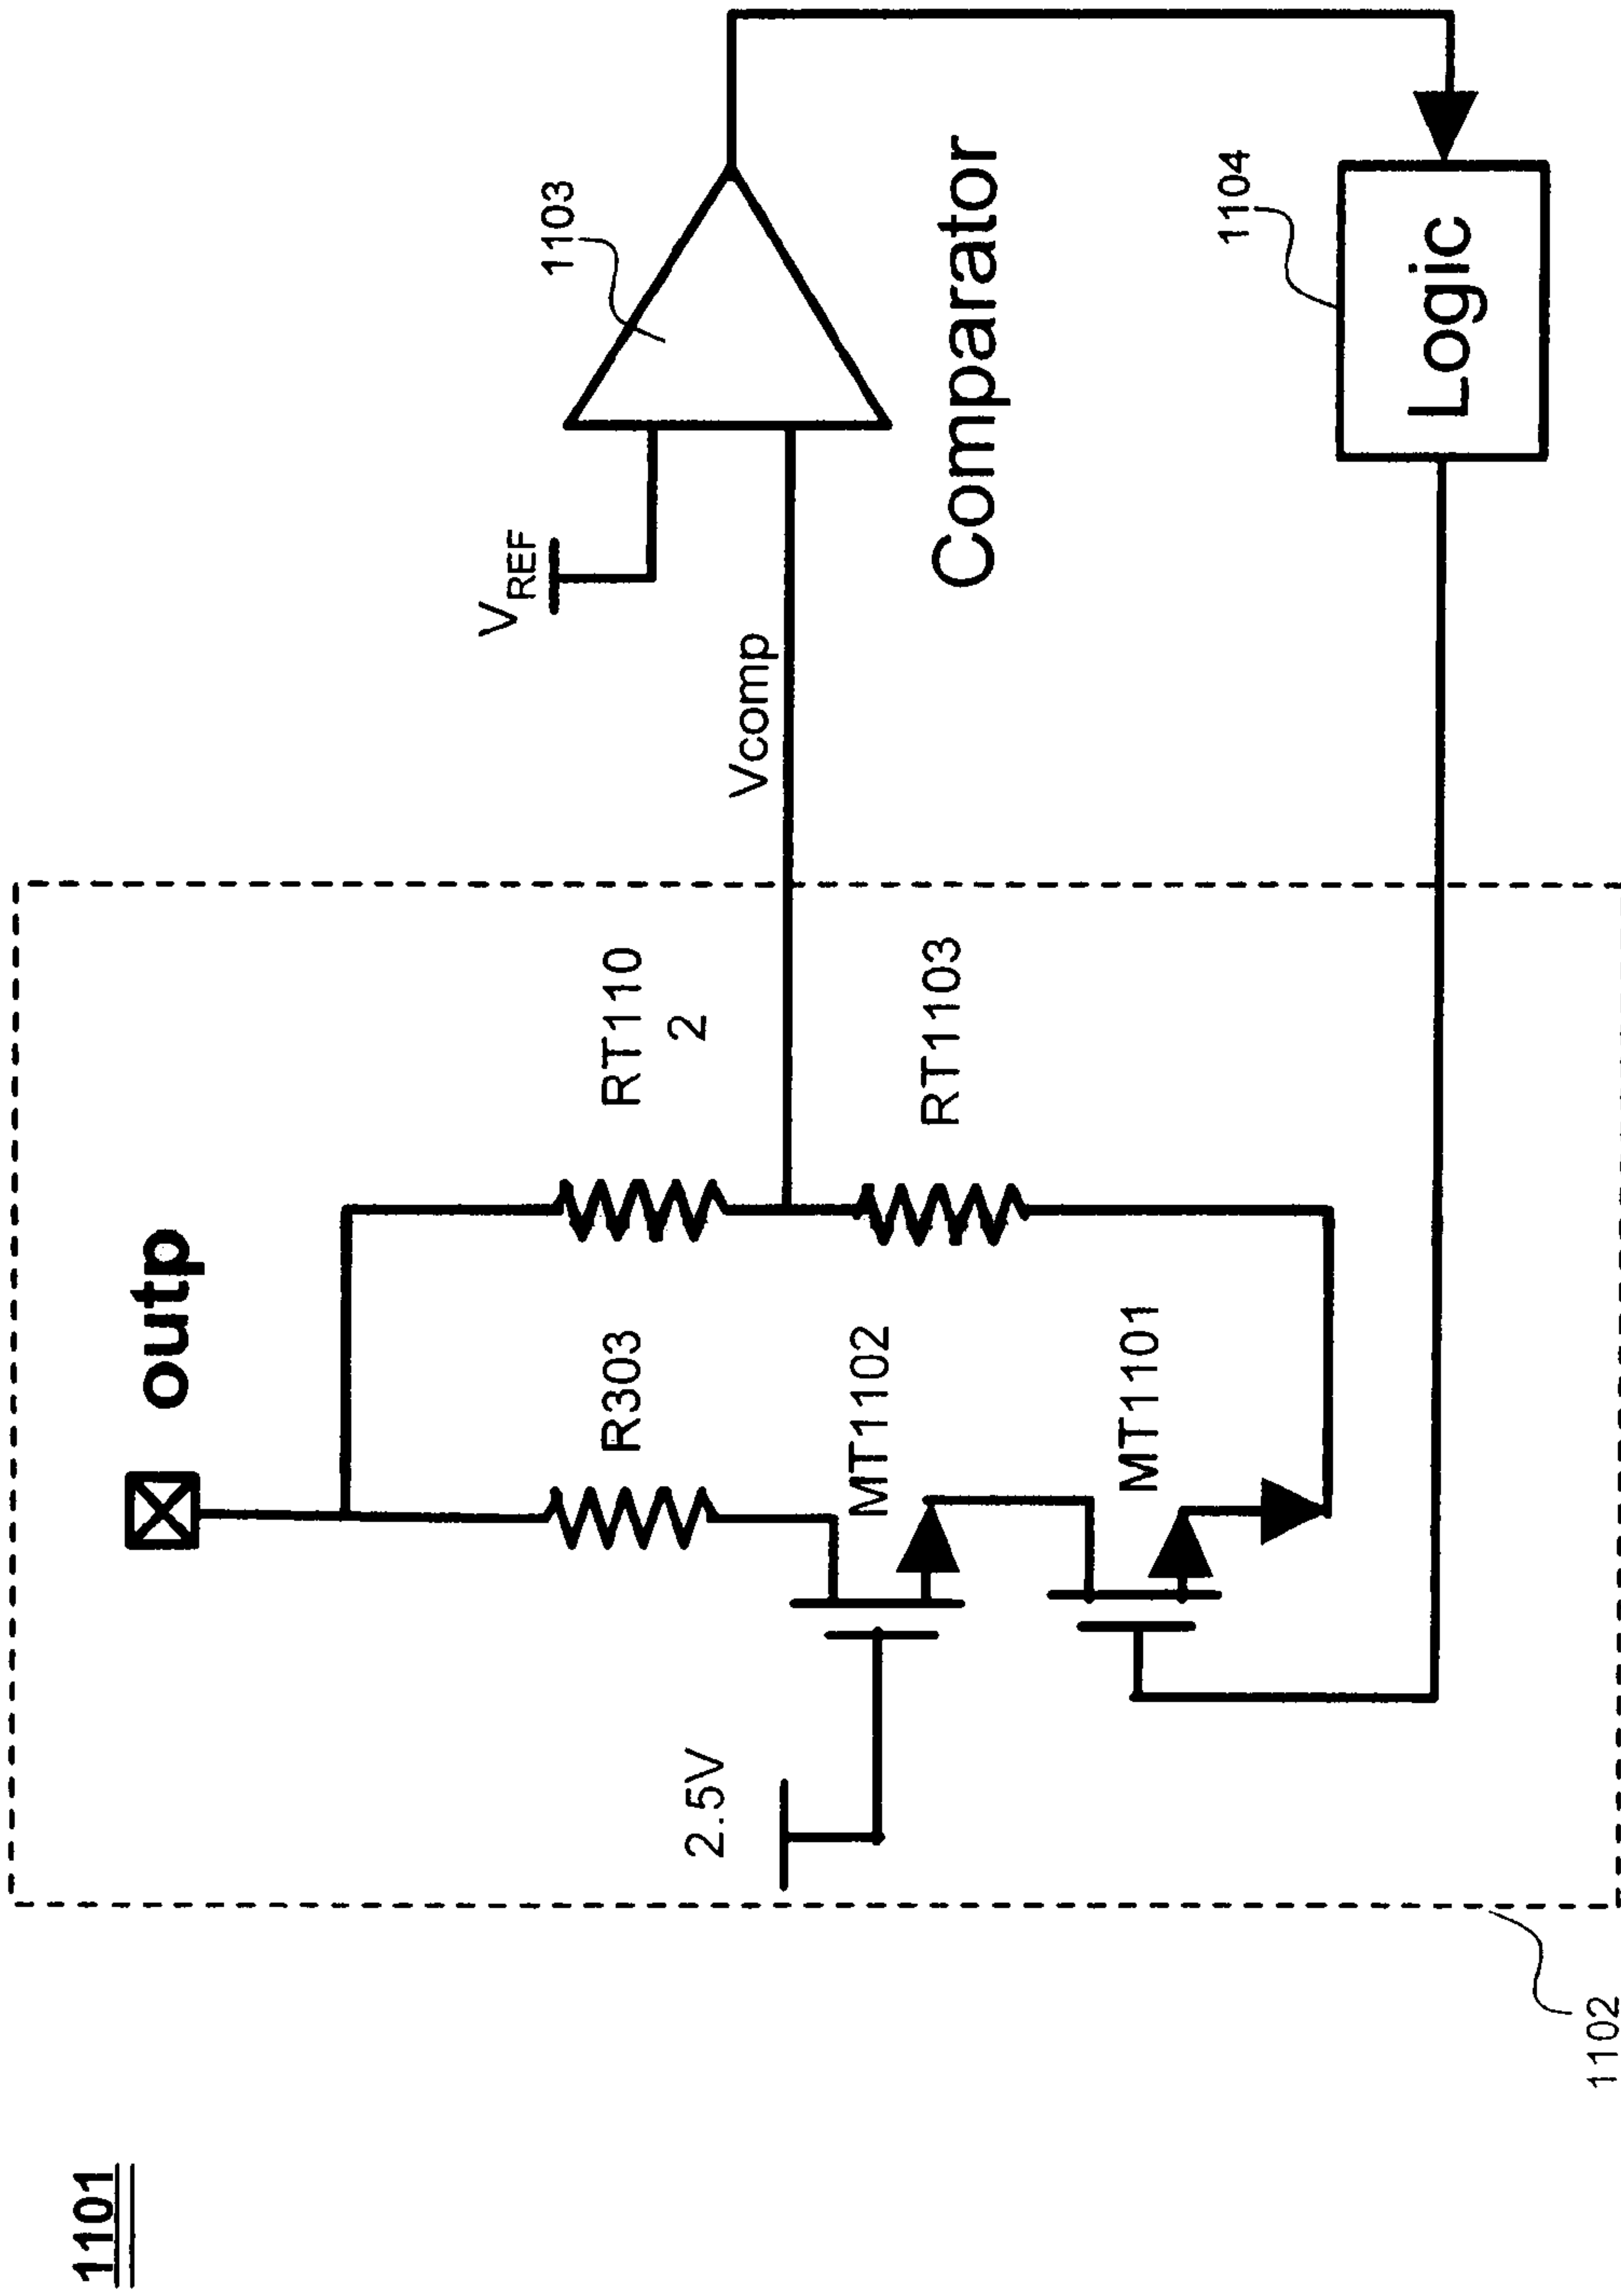 1101
outp
R303
RT110
2
2.5V
MT1102
RT1103
MT1101
1102
Vcomp
VREF
1103
Comparator
1104
Logic